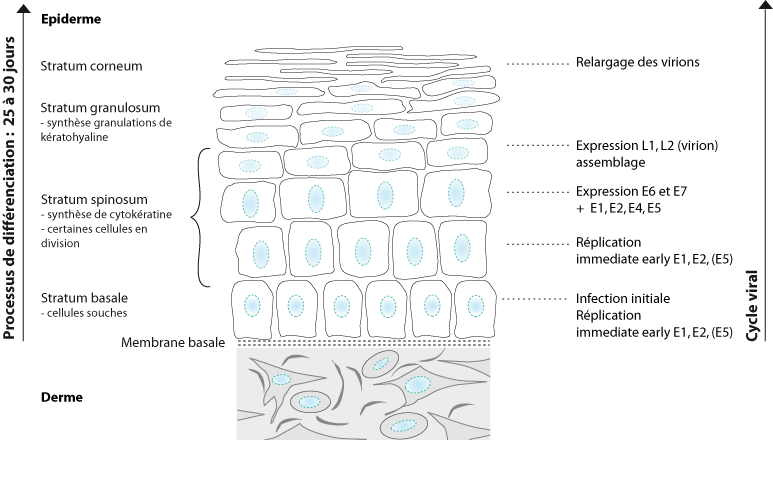 Processus de différenciation : 25 à 30 jours
Epiderme
Stratum corneum
Stratum granulosum
- synthèse granulations de
kératohyaline
Stratum spinosum
- synthèse de cytokératine
- certaines cellules en
division
Stratum basale
- cellules souches
Membrane basale
Derme
Relargage des virions
Expression L1, L2 (virion)
assemblage
Expression E6 et E7
+ E1, E2, E4, E5
Réplication
immediate early E1, E2, (E5)
Infection initiale
Réplication
immediate early E1, E2, (E5)
Cycle viral